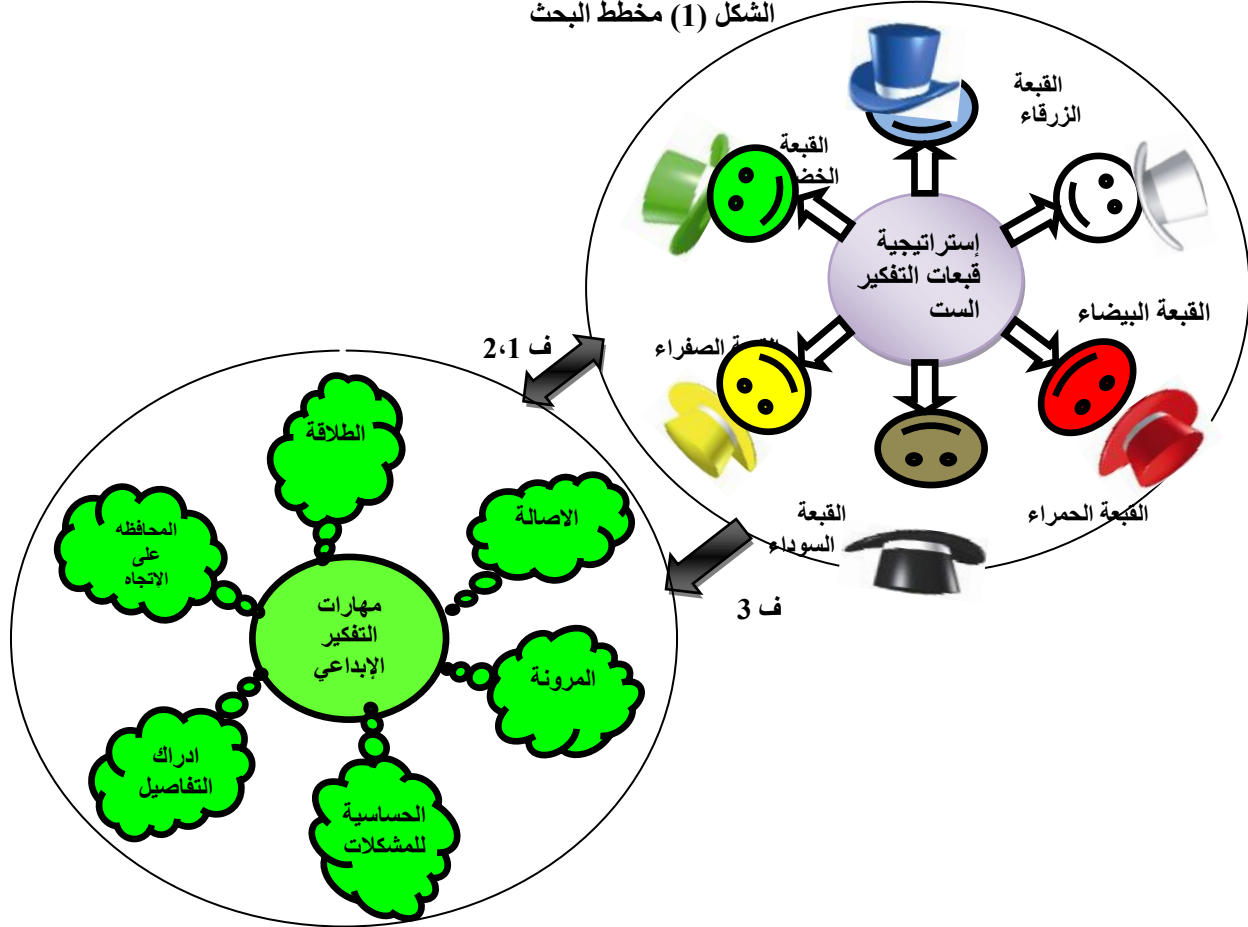 الشكل (1) مخطط البحث
القبعة
الزرقاء
القبعة
إستراتيجية
قبعات التفكير
الست
القبعة البيضاء
الصفراء
القبعة الحمراء
القبعة
السوداء
ف 1،2
ف 3
الطلاقة
الاصالة
المحافظه
على
الاتجاه
مهارات
التفكير
الإبداعي
المرونة
ادراك
التفاصيل
الحساسية
للمشكلات